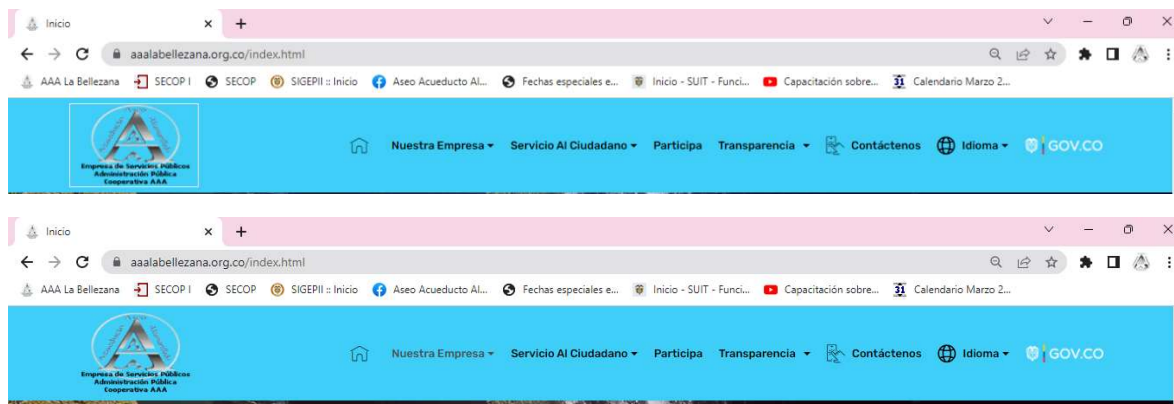 Inicio
aaalabellezana.org.co/index.html
AAA La Bellezana SECOP I SECOP SIGEPII :: Inicio Aseo Acueducto Al... Fechas especiales e... Inicio - SUIT - Funci... Capacitación sobre... 31 Calendario Marzo 2...
A
Empresa de Servicios Públicos
Administración Pública
Cooperativa AAA
Nuestra Empresa Servicio Al Ciudadano Participa Transparencia Contáctenos Idioma GOV.CO
Inicio
aaalabellezana.org.co/index.html
AAA La Bellezana SECOP I SECOP SIGEPII :: Inicio Aseo Acueducto Al... Fechas especiales e... Inicio - SUIT - Funci... Capacitación sobre... 31 Calendario Marzo 2...
A
Empresa de Servicios Públicos
Administración Pública
Cooperativa AAA
Nuestra Empresa Servicio Al Ciudadano Participa Transparencia Contáctenos Idioma GOV.CO